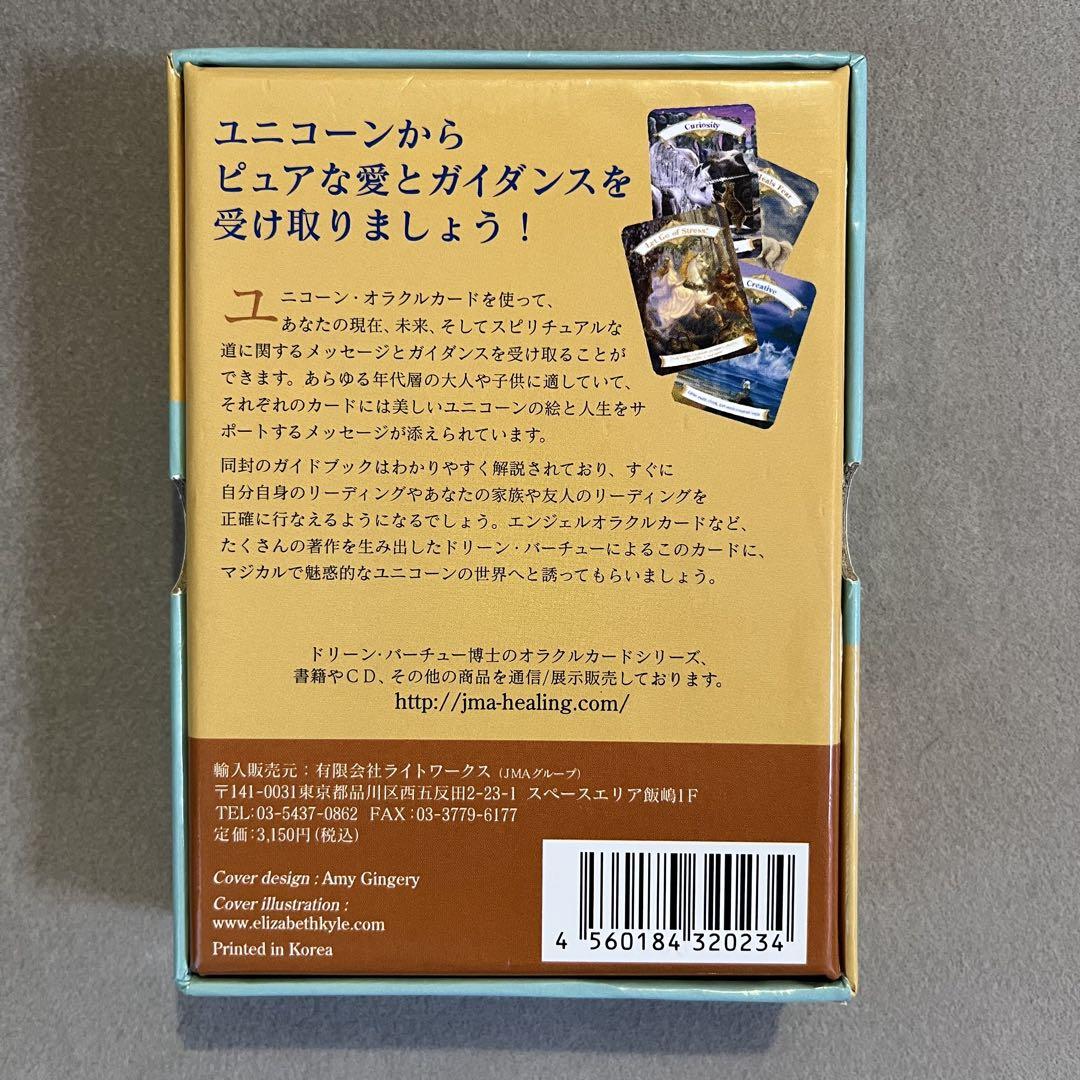 ユニコーンから
ピュアな愛とガイダンスを
受け取りましょう！
Curiosity
Heals Fear
Let Go of Stress!
Creative
ユニコーン・オラクルカードを使って、
あなたの現在、未来、そしてスピリチュアルな
道に関するメッセージとガイダンスを受け取ることが
できます。あらゆる年代層の大人や子供に適していて、
それぞれのカードには美しいユニコーンの絵と人生をサ
ポートするメッセージが添えられています。
同封のガイドブックはわかりやすく解説されており、すぐに
自分自身のリーディングやあなたの家族や友人のリーディングを
正確に行なえるようになるでしょう。エンジェルオラクルカードなど、
たくさんの著作を生み出したドリーン・バーチューによるこのカードに、
マジカルで魅惑的なユニコーンの世界へと誘ってもらいましょう。
ドリーン・バーチュー博士のオラクルカードシリーズ、
書籍やCD、その他の商品を通信/展示販売しております。
http://jma-healing.com/
輸入販売元：有限会社ライトワークス（JMAグループ）
〒141-0031東京都品川区西五反田2-23-1 スペースエリア飯嶋1F
TEL:03-5437-0862 FAX:03-3779-6177
定価:3,150円(税込)
Cover design : Amy Gingery
Cover illustration :
www.elizabethkyle.com
Printed in Korea
4 560184 320234